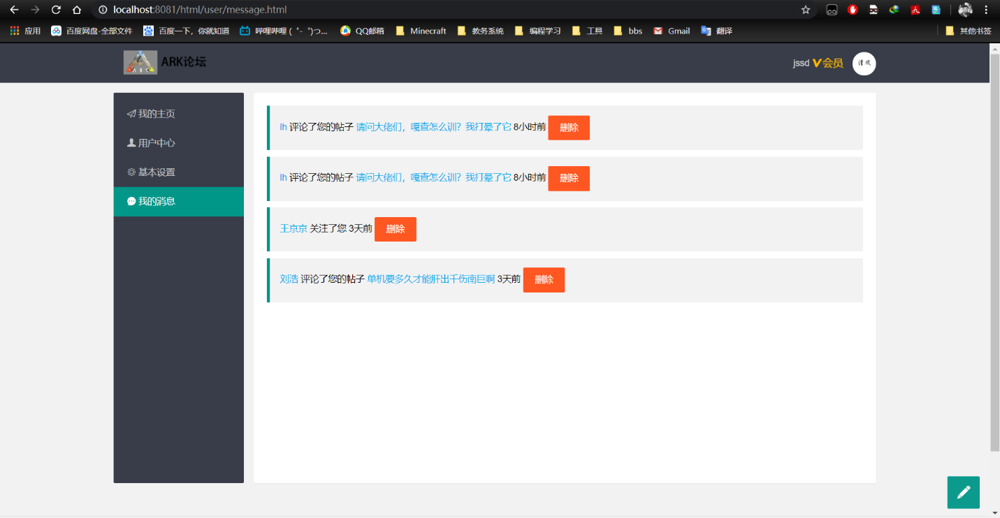 localhost:8081/html/user/message.html
应用 百度网盘-全部文件 百度一下，你就知道 哔哩哔哩 ( ゜- ゜)つ... QQ邮箱 Minecraft 教务系统 编程学习 工具 bbs Gmail 翻译 其他书签
ARK ARK论坛 jssd V会员 清风
我的主页
用户中心
基本设置
我的消息
lh 评论了您的帖子 请问大佬们，嘎查怎么训？我打晕了它 8小时前 删除
lh 评论了您的帖子 请问大佬们，嘎查怎么训？我打晕了它 8小时前 删除
王京京 关注了您 3天前 删除
刘浩 评论了您的帖子 单机要多久才能肝出千伤南巨啊 3天前 删除